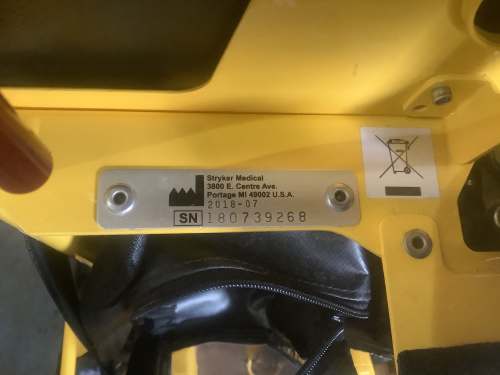 Stryker Medical
3800 E. Centre Ave.
Portage MI 49002 U.S.A.
2018-07
SN 180739268